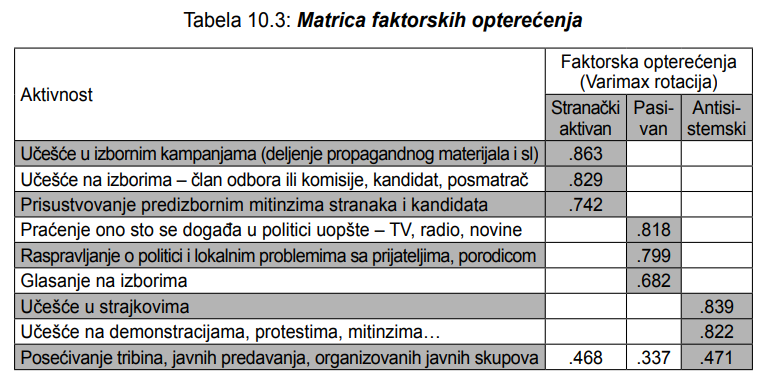 Tabela 10.3: Matrica faktorskih opterećenja
Aktivnost
Faktorska opterećenja
(Varimax rotacija)
Stranački
aktivan
Pasi-
van
Antisi-
stemski
Učešće u izbornim kampanjama (deljenje propagandnog materijala i sl) .863
Učešće na izborima – član odbora ili komisije, kandidat, posmatrač .829
Prisustvovanje predizbornim mitinzima stranaka i kandidata .742
Praćenje ono sto se događa u politici uopšte – TV, radio, novine .818
Raspravljanje o politici i lokalnim problemima sa prijateljima, porodicom .799
Glasanje na izborima .682
Učešće u strajkovima .839
Učešće na demonstracijama, protestima, mitinzima… .822
Posećivanje tribina, javnih predavanja, organizovanih javnih skupova .468 .337 .471